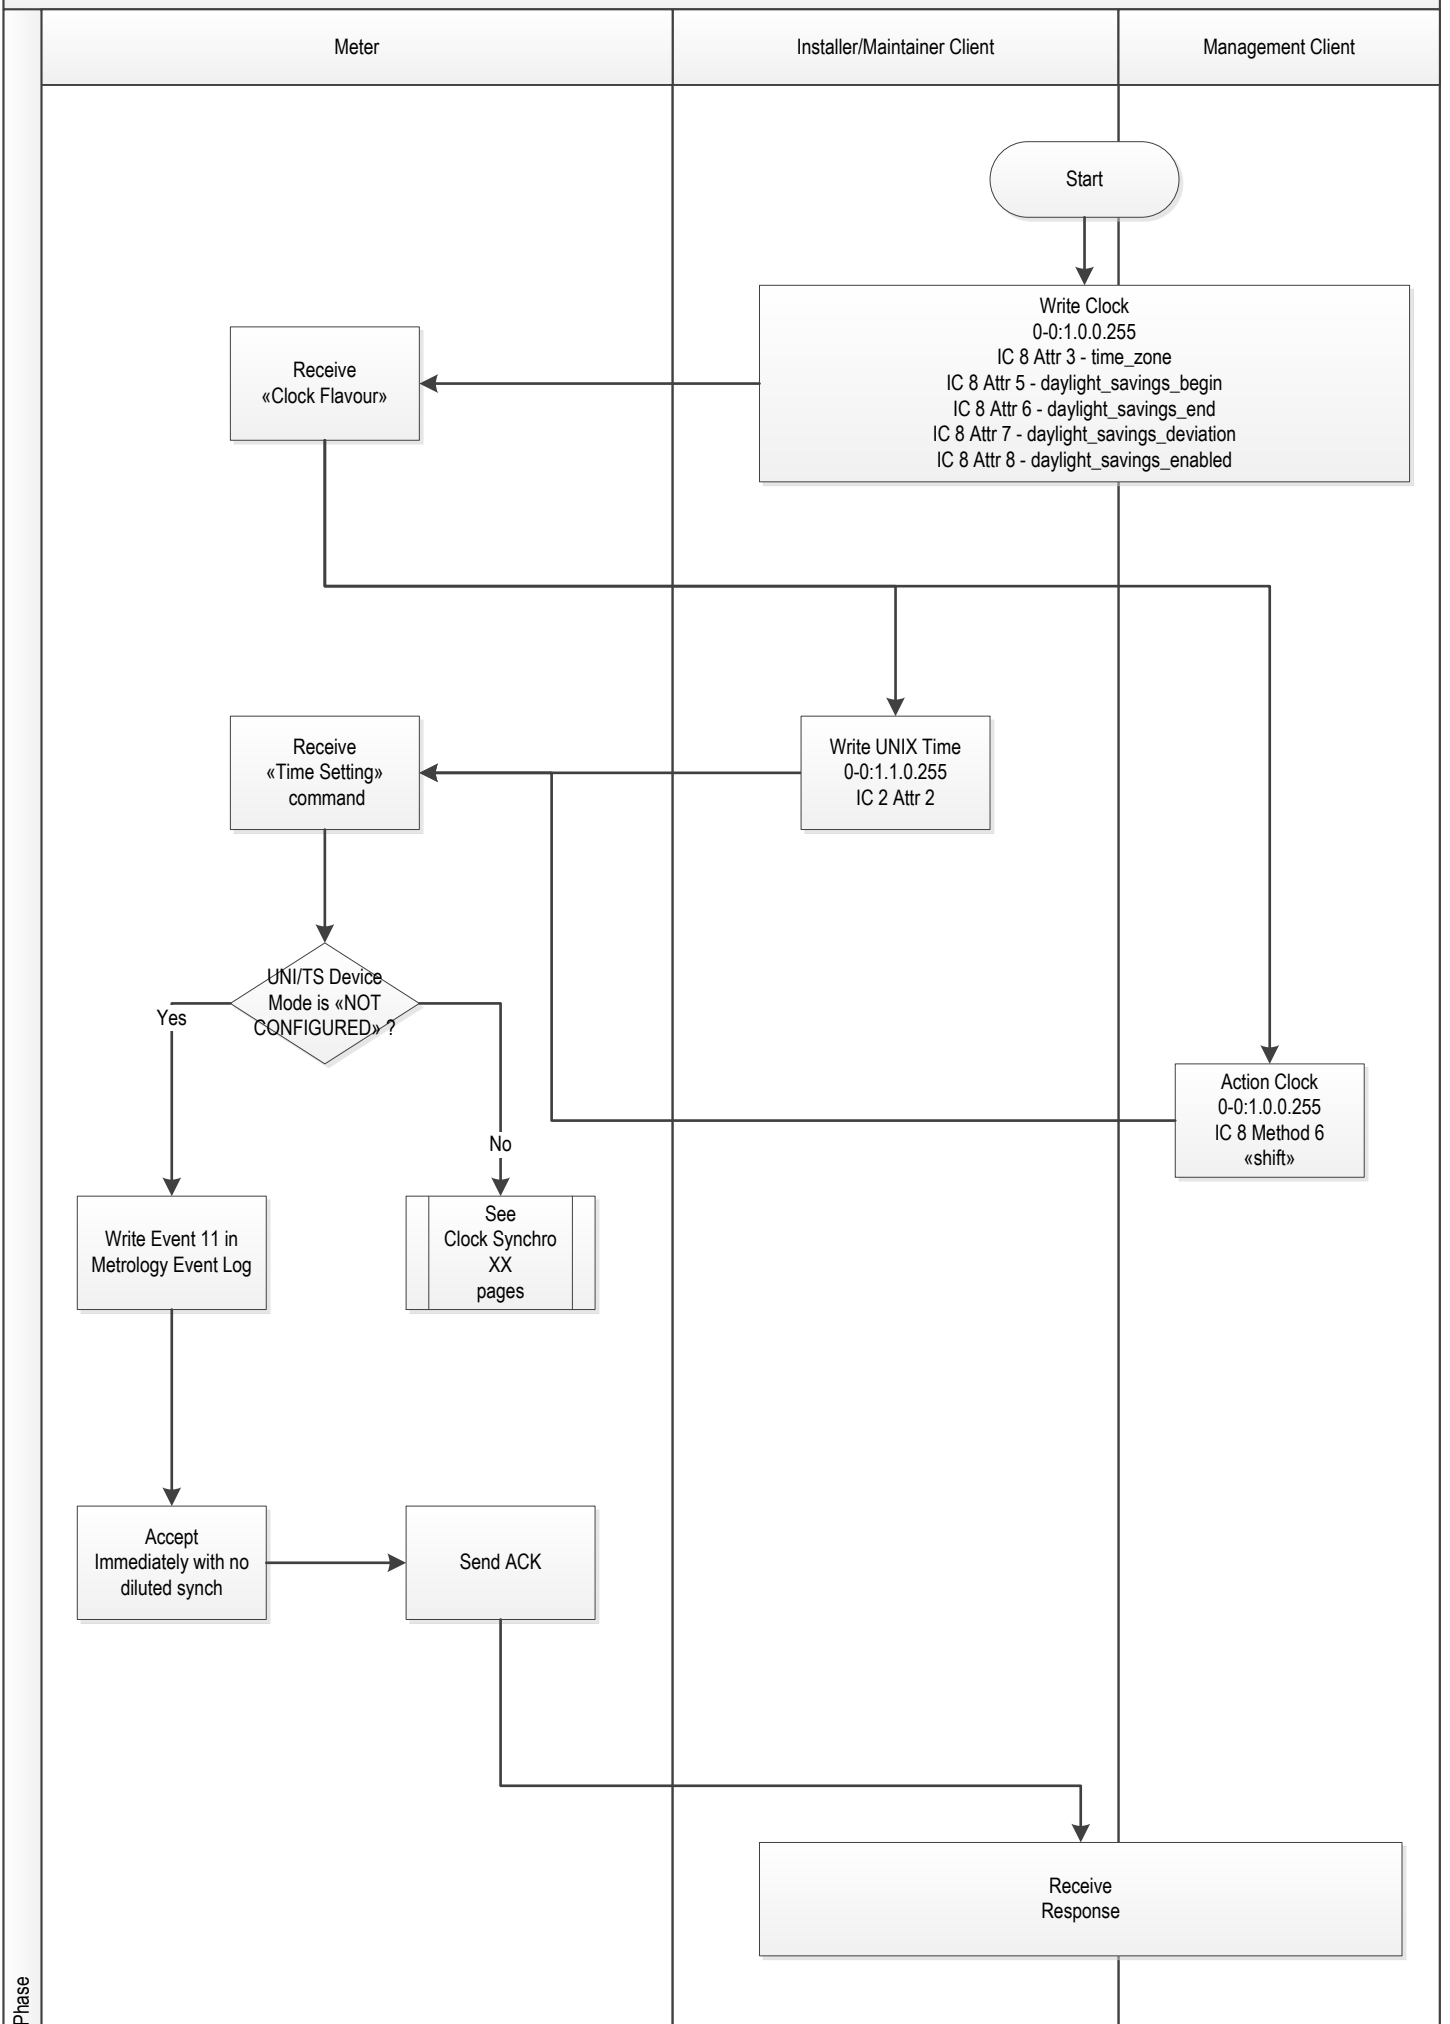 Meter
Installer/Maintainer Client
Management Client
Start
Write Clock
0-0:1.0.0.255
IC 8 Attr 3 - time_zone
IC 8 Attr 5 - daylight_savings_begin
IC 8 Attr 6 - daylight_savings_end
IC 8 Attr 7 - daylight_savings_deviation
IC 8 Attr 8 - daylight_savings_enabled
Receive
«Clock Flavour»
Receive
«Time Setting»
command
Write UNIX Time
0-0:1.1.0.255
IC 2 Attr 2
UNI/TS Device
Mode is «NOT
CONFIGURED» ?
Yes
No
Action Clock
0-0:1.0.0.255
IC 8 Method 6
«shift»
Write Event 11 in
Metrology Event Log
See
Clock Synchro
XX
pages
Accept
Immediately with no
diluted synch
Send ACK
Receive
Response
Phase